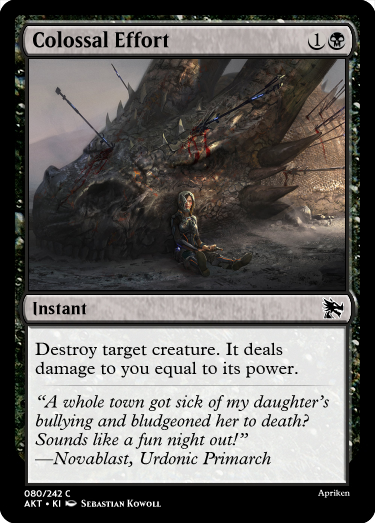 Colossal Effort 1
Instant
Destroy target creature. It deals
damage to you equal to its power.
“A whole town got sick of my daughter’s
bullying and bludgeoned her to death?
Sounds like a fun night out!”
—Novablast, Urdonic Primarch
080/242 C
Apriken
AKT • KI Sebastian Kowoll